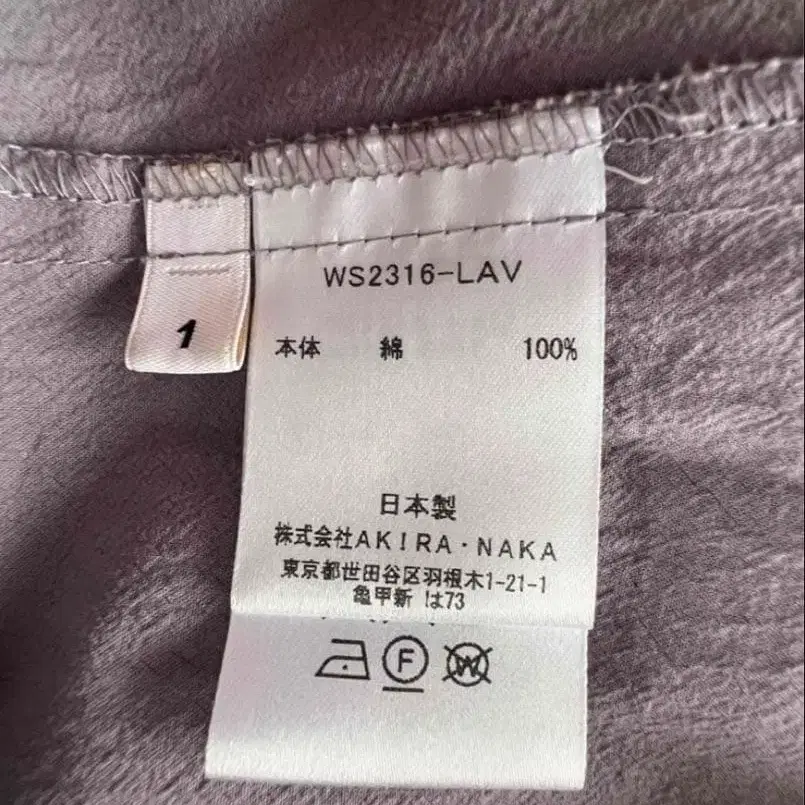 1
WS2316-LAV
本体 綿 100%
日本製
株式会社AKIRA・NAKA
東京都世田谷区羽根木1-21-1
亀甲新 は73
F
W